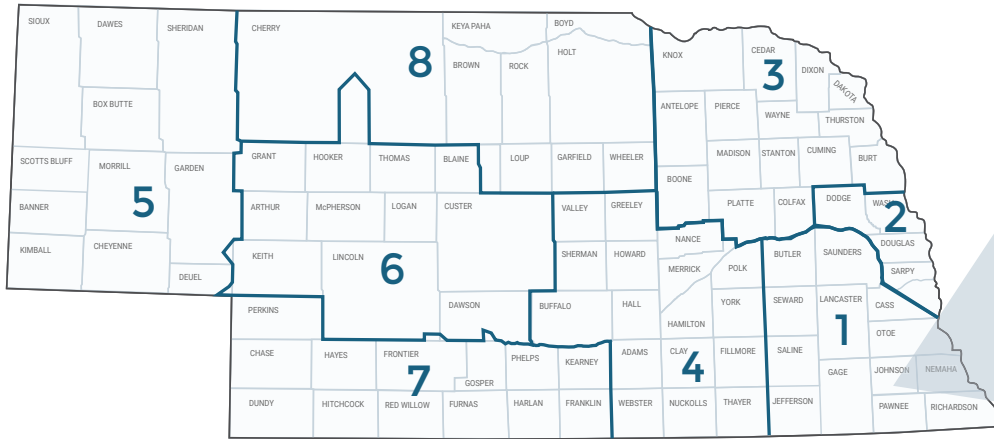 SIOUX
DAWES
SHERIDAN
CHERRY
KEYA PAHA
BOYD
HOLT
BROWN
ROCK
8
KNOX
CEDAR
3
DIXON
DAKOTA
BOX BUTTE
ANTELOPE
PIERCE
WAYNE
THURSTON
SCOTTS BLUFF
MORRILL
GARDEN
GRANT
HOOKER
THOMAS
BLAINE
LOUP
GARFIELD
WHEELER
MADISON
STANTON
CUMING
BURT
BOONE
5
BANNER
ARTHUR
McPHERSON
LOGAN
CUSTER
VALLEY
GREELEY
PLATTE
COLFAX
DODGE
WASH
2
KIMBALL
CHEYENNE
DEUEL
KEITH
LINCOLN
6
SHERMAN
HOWARD
NANCE
MERRICK
POLK
BUTLER
SAUNDERS
DOUGLAS
SARPY
PERKINS
DAWSON
BUFFALO
HALL
HAMILTON
YORK
SEWARD
LANCASTER
CASS
OTOE
1
CHASE
HAYES
FRONTIER
7
GOSPER
PHELPS
KEARNEY
ADAMS
CLAY
4
FILLMORE
SALINE
GAGE
JOHNSON
NEMAHA
DUNDY
HITCHCOCK
RED WILLOW
FURNAS
HARLAN
FRANKLIN
WEBSTER
NUCKOLLS
THAYER
JEFFERSON
PAWNEE
RICHARDSON